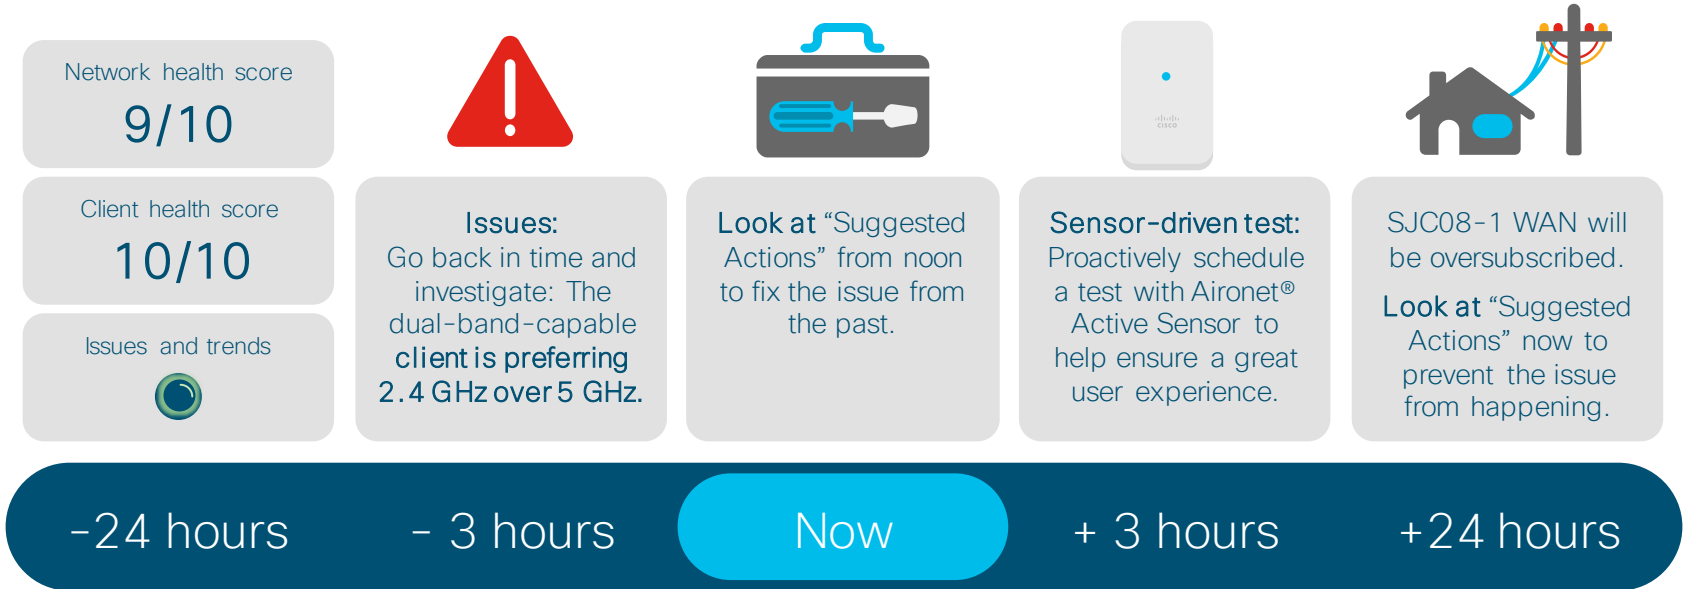 Network health score
9/10
Client health score
10/10
Issues and trends
Issues:
Go back in time and
investigate: The
dual-band-capable
client is preferring
2.4 GHz over 5 GHz.
Look at “Suggested
Actions” from noon
to fix the issue from
the past.
cisco
Sensor-driven test:
Proactively schedule
a test with Aironet®
Active Sensor to
help ensure a great
user experience.
SJC08-1 WAN will
be oversubscribed.
Look at “Suggested
Actions” now to
prevent the issue
from happening.
-24 hours
- 3 hours
Now
+ 3 hours
+24 hours